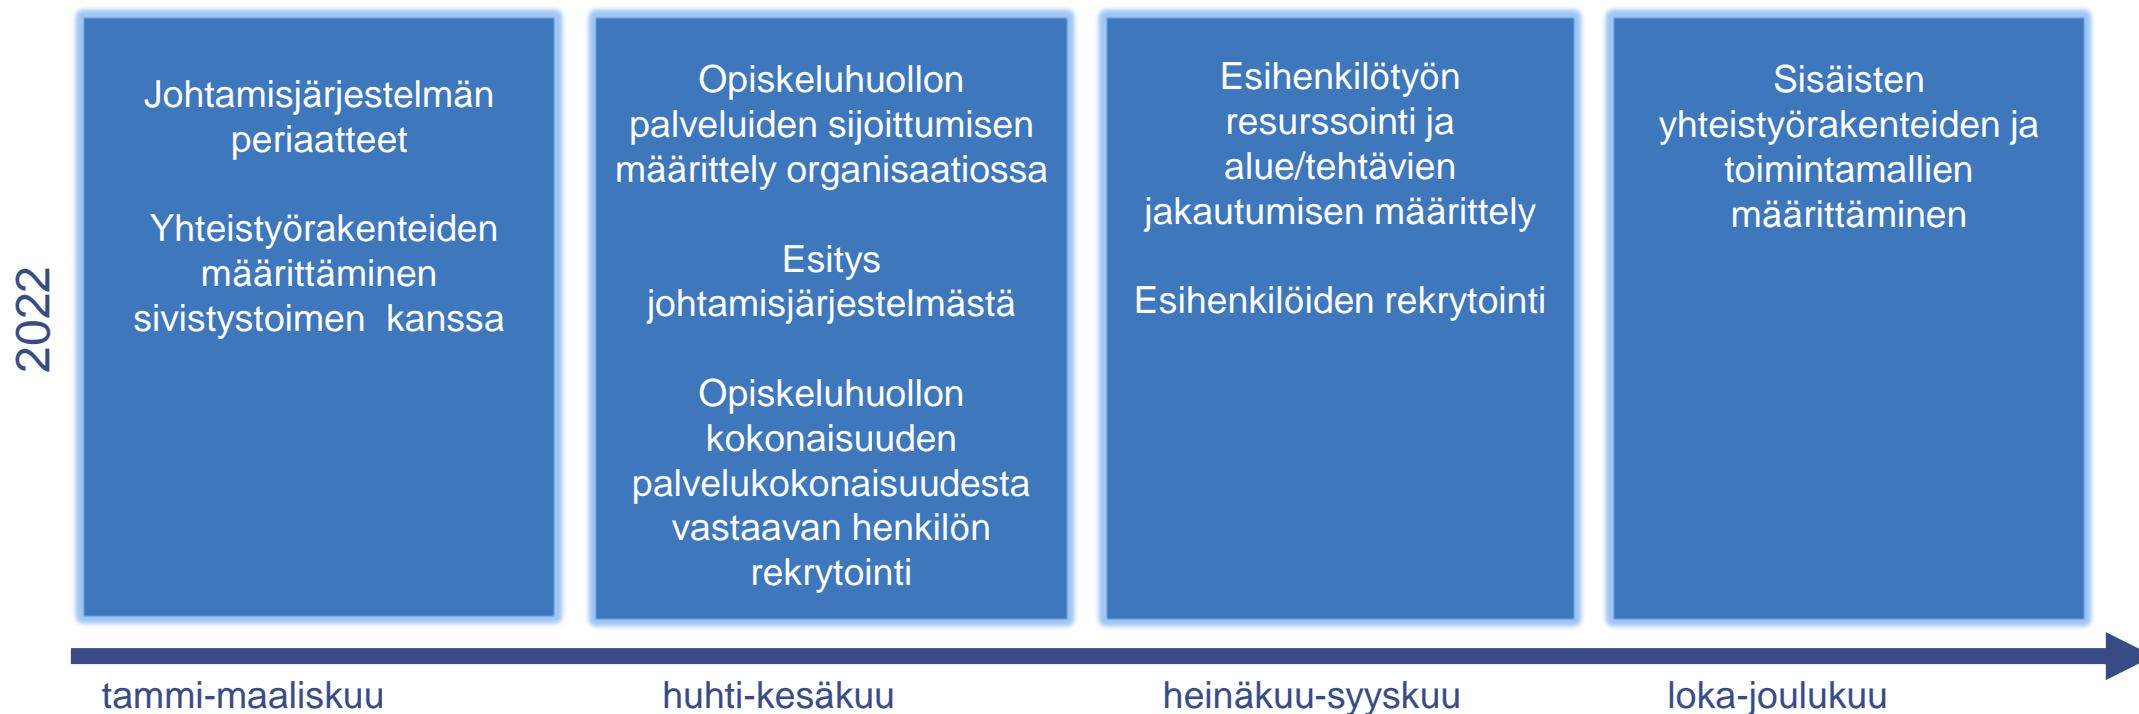 2022
Johtamisjärjestelmän
periaatteet
Yhteistyörakenteiden
määrittäminen
sivistystoimen kanssa
Opiskeluhuollon
palveluiden sijoittumisen
määrittely organisaatiossa
Esitys
johtamisjärjestelmästä
Opiskeluhuollon
kokonaisuuden
palvelukokonaisuudesta
vastaavan henkilön
rekrytointi
Esihenkilötyön
resurssointi ja
alue/tehtävien
jakautumisen määrittely
Esihenkilöiden rekrytointi
Sisäisten
yhteistyörakenteiden ja
toimintamallien
määrittäminen
tammi-maaliskuu
huhti-kesäkuu
heinäkuu-syyskuu
loka-joulukuu